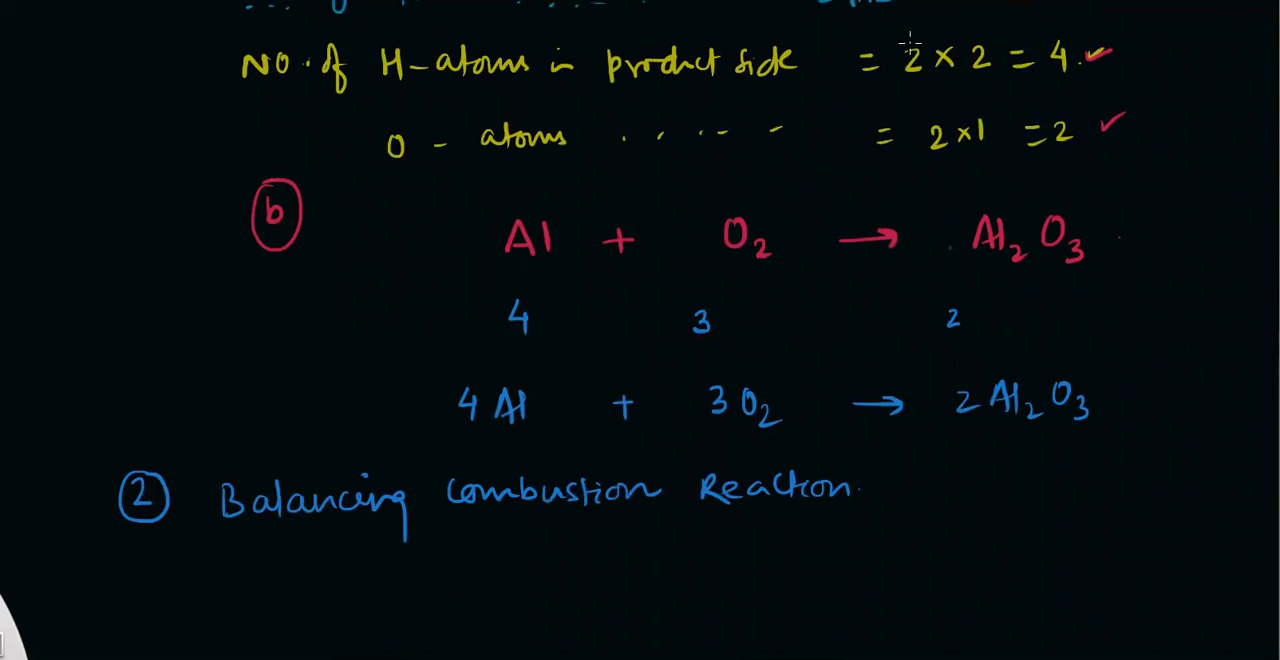 NO. of H-atoms in product side = 2 × 2 = 4.✓
O - atoms . . . . - - = 2 ×1 = 2 ✓
b
Al + O₂ → Al₂O₃
4 3 2
4 Al + 3 O₂ → 2 Al₂O₃
2 Balancing Combustion Reaction.